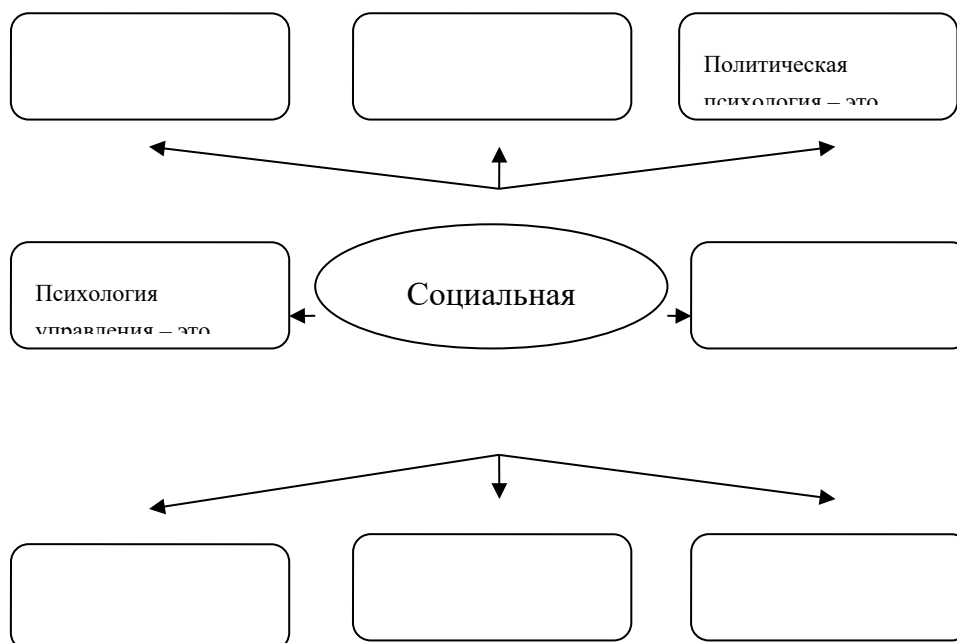 Политическая
психология – это
Психология
управления – это
Социальная